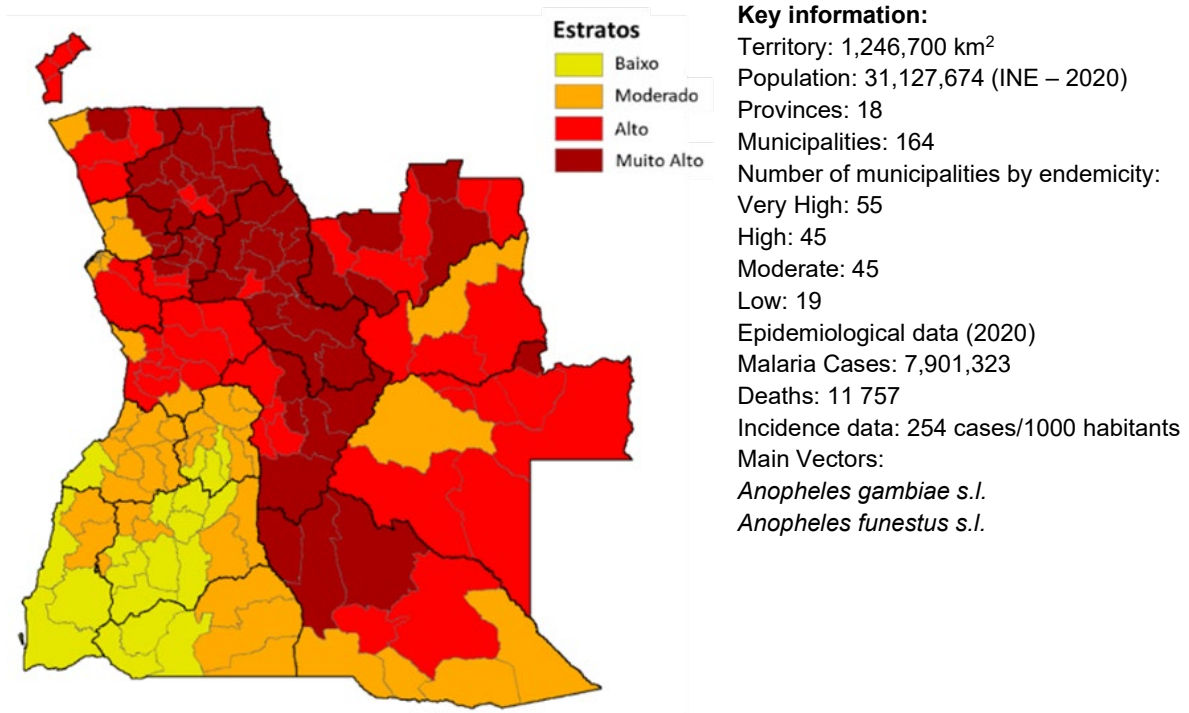 Estratos
Baixo
Moderado
Alto
Muito Alto
Key information:
Territory: 1,246,700 km²
Population: 31,127,674 (INE – 2020)
Provinces: 18
Municipalities: 164
Number of municipalities by endemicity:
Very High: 55
High: 45
Moderate: 45
Low: 19
Epidemiological data (2020)
Malaria Cases: 7,901,323
Deaths: 11 757
Incidence data: 254 cases/1000 habitants
Main Vectors:
Anopheles gambiae s.l.
Anopheles funestus s.l.